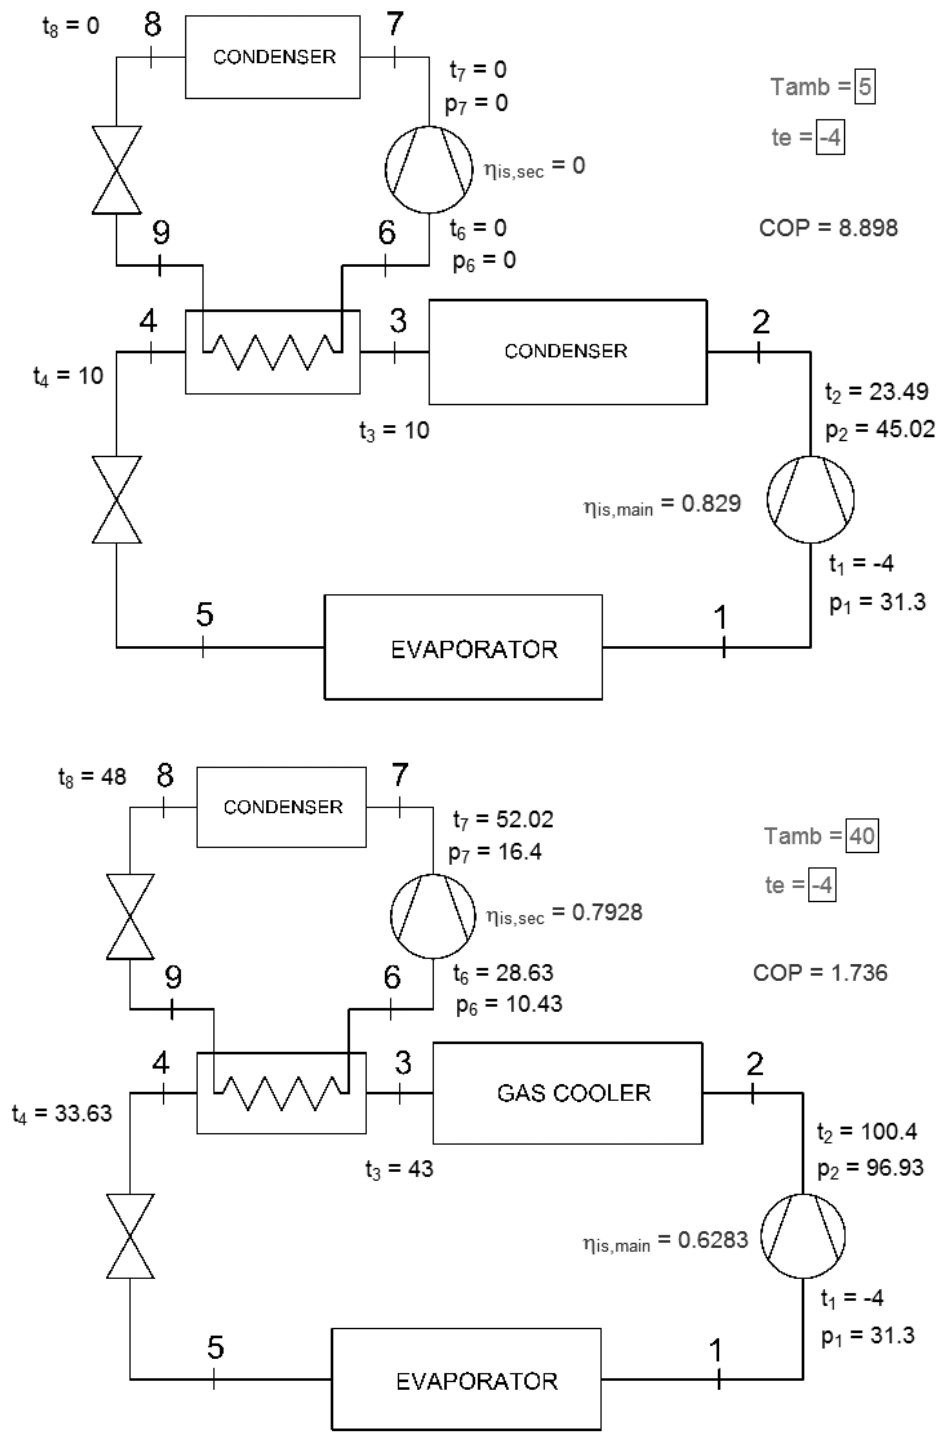 t8 = 0
8
CONDENSER
7
t7 = 0
p7 = 0
Tamb = 5
te = -4
ηis,sec = 0
t6 = 0
p6 = 0
COP = 8.898
9
6
4
3
CONDENSER
2
t4 = 10
t3 = 10
t2 = 23.49
p2 = 45.02
ηis,main = 0.829
t1 = -4
p1 = 31.3
5
EVAPORATOR
1
t8 = 48
8
CONDENSER
7
t7 = 52.02
p7 = 16.4
Tamb = 40
te = -4
ηis,sec = 0.7928
t6 = 28.63
p6 = 10.43
COP = 1.736
9
6
4
3
GAS COOLER
2
t4 = 33.63
t3 = 43
t2 = 100.4
p2 = 96.93
ηis,main = 0.6283
t1 = -4
p1 = 31.3
5
EVAPORATOR
1